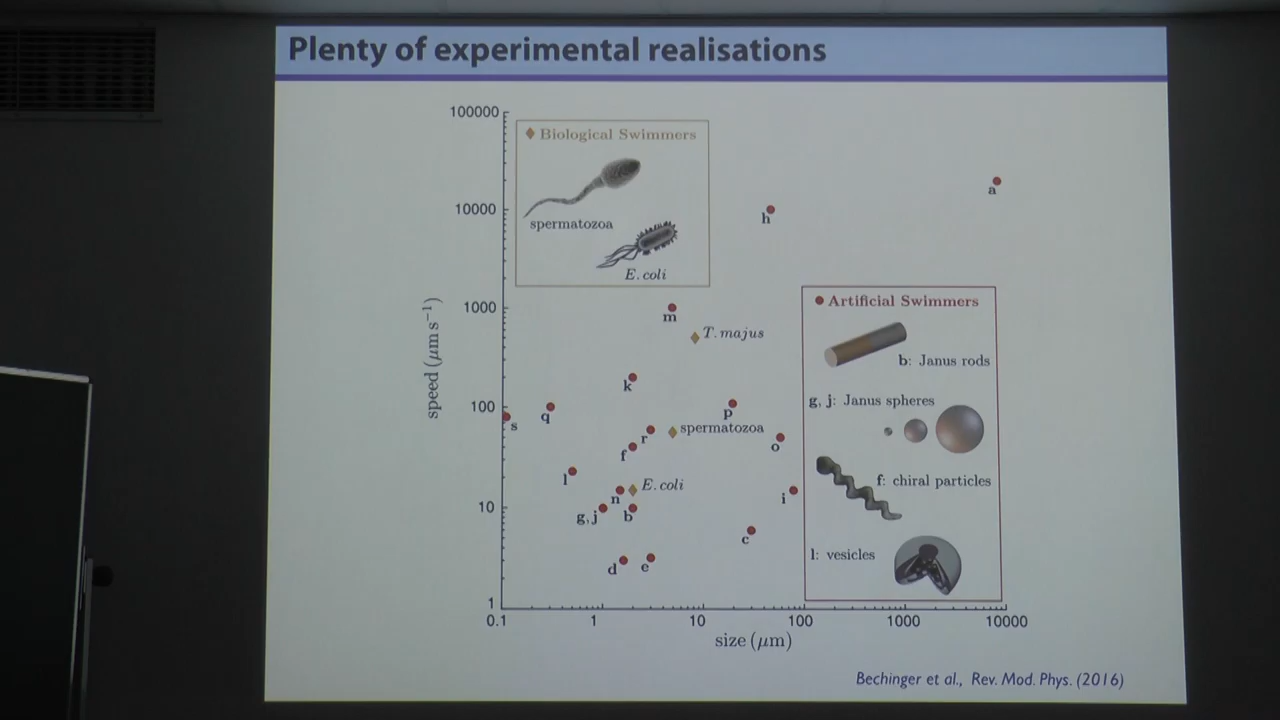 Plenty of experimental realisations
100000
10000
1000
100
10
1
speed (μm s⁻¹)
♦ Biological Swimmers
spermatozoa
E. coli
a
h
m
T. majus
k
q
s
p
r
spermatozoa
f
o
l
n
E. coli
i
g, j
b
c
d
e
● Artificial Swimmers
b: Janus rods
g, j: Janus spheres
f: chiral particles
l: vesicles
0.1
1
10
100
1000
10000
size (μm)
Bechinger et al., Rev. Mod. Phys. (2016)